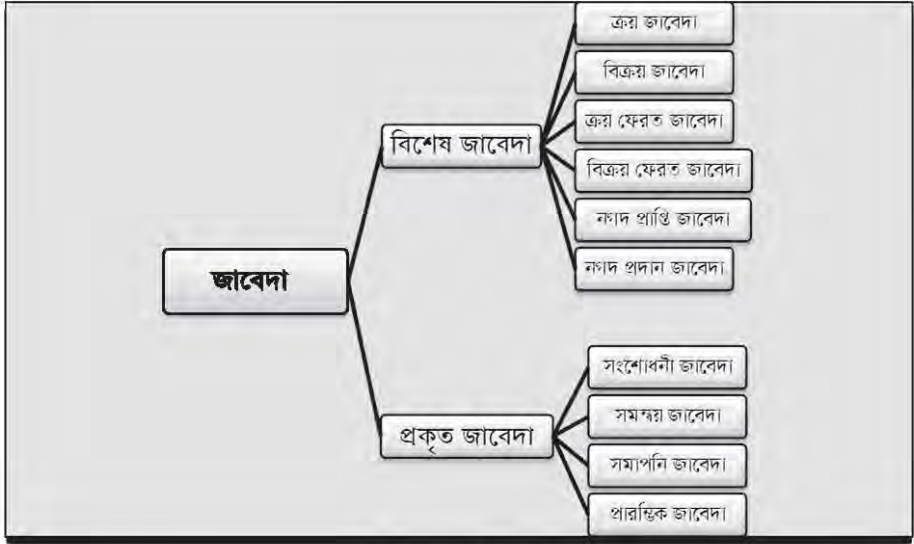 জাবেদা
বিশেষ জাবেদা
ক্রয় জাবেদা
বিক্রয় জাবেদা
ক্রয় ফেরত জাবেদা
বিক্রয় ফেরত জাবেদা
নগদ প্রাপ্তি জাবেদা
নগদ প্রদান জাবেদা
প্রকৃত জাবেদা
সংশোধনী জাবেদা
সমন্বয় জাবেদা
সমাপনি জাবেদা
প্রারম্ভিক জাবেদা